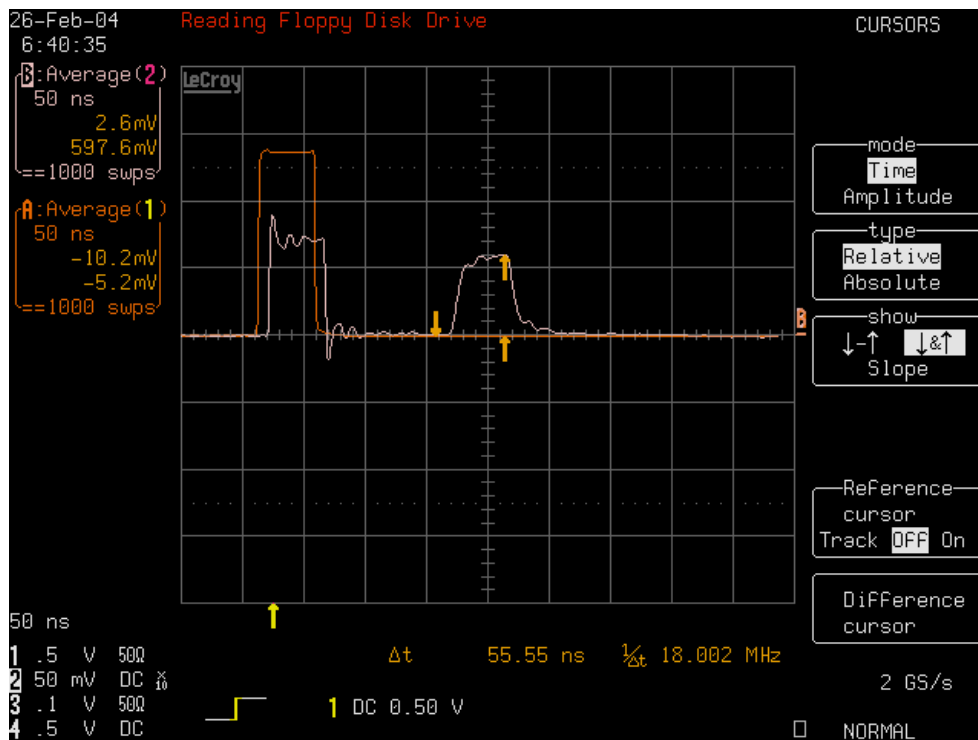 26-Feb-04
6:40:35
Reading Floppy Disk Drive
CURSORS
B:Average(2)
50 ns
2.6mV
597.6mV
==1000 swps
A:Average(1)
50 ns
-10.2mV
-5.2mV
==1000 swps
LeCroy
B
mode
Time
Amplitude
type
Relative
Absolute
show
↓-↑ ↓&↑
Slope
Reference
cursor
Track OFF On
Difference
cursor
50 ns
1 .5 V 50Ω
2 50 mV DC X10
3 .1 V 50Ω
4 .5 V DC
Δt 55.55 ns 1/Δt 18.002 MHz
1 DC 0.50 V
2 GS/s
NORMAL